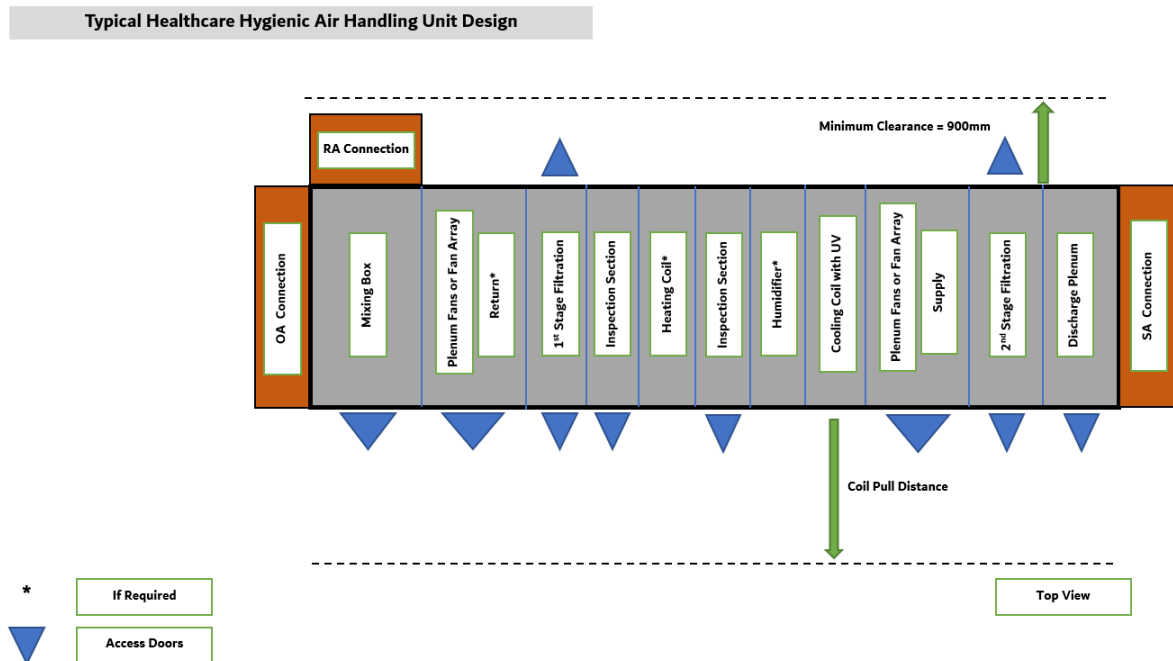 Typical Healthcare Hygienic Air Handling Unit Design
Minimum Clearance = 900mm
RA Connection
OA Connection
Mixing Box
Plenum Fans or Fan Array
Return*
1st Stage Filtration
Inspection Section
Heating Coil*
Inspection Section
Humidifier*
Cooling Coil with UV
Plenum Fans or Fan Array
Supply
2nd Stage Filtration
Discharge Plenum
SA Connection
Coil Pull Distance
*
If Required
Top View
Access Doors